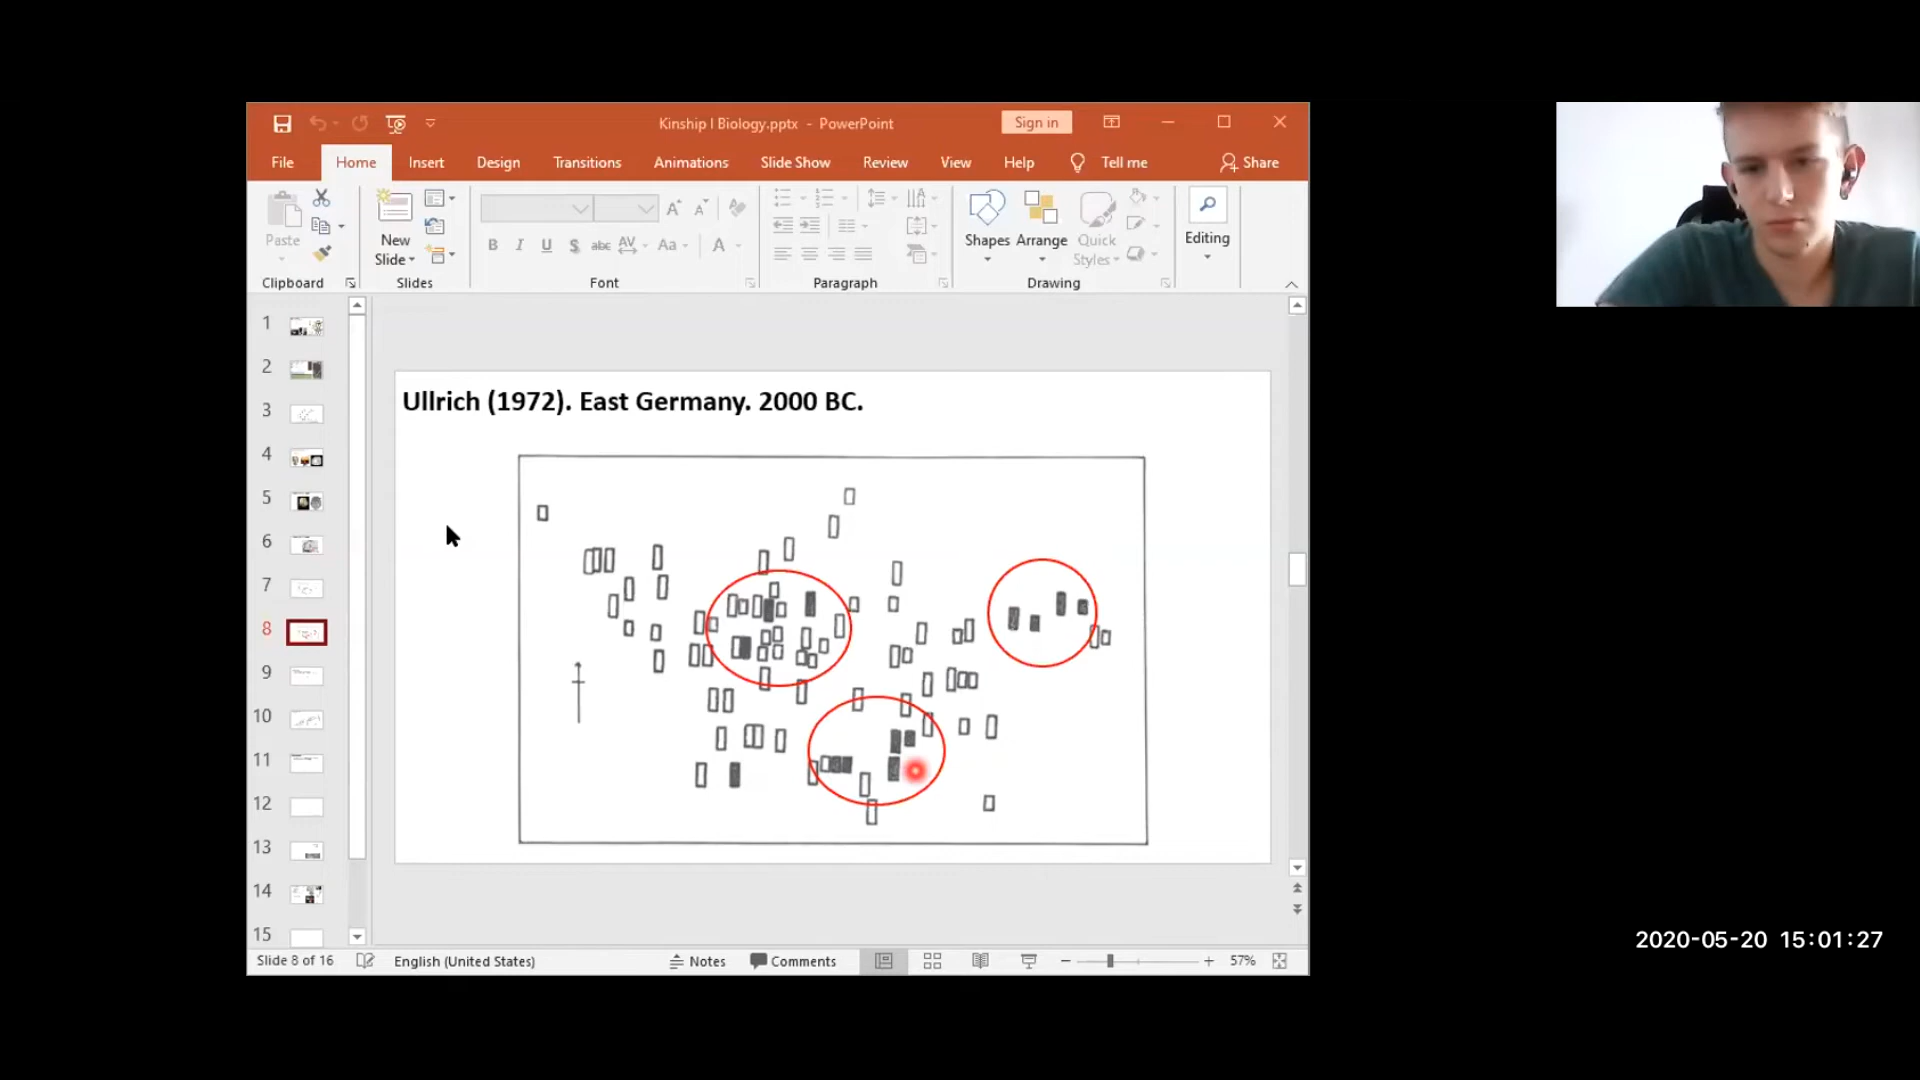 Kinship I Biology.pptx - PowerPoint
Sign in
File Home Insert Design Transitions Animations Slide Show Review View Help Tell me Share
Paste
New Slide
Shapes Arrange Quick Styles
Editing
B I U S abc AV Aa A
Clipboard Slides Font Paragraph Drawing
1
2
3
4
5
6
7
8
9
10
11
12
13
14
15
Ullrich (1972). East Germany. 2000 BC.
2020-05-20 15:01:27
Slide 8 of 16 English (United States) Notes Comments 57%